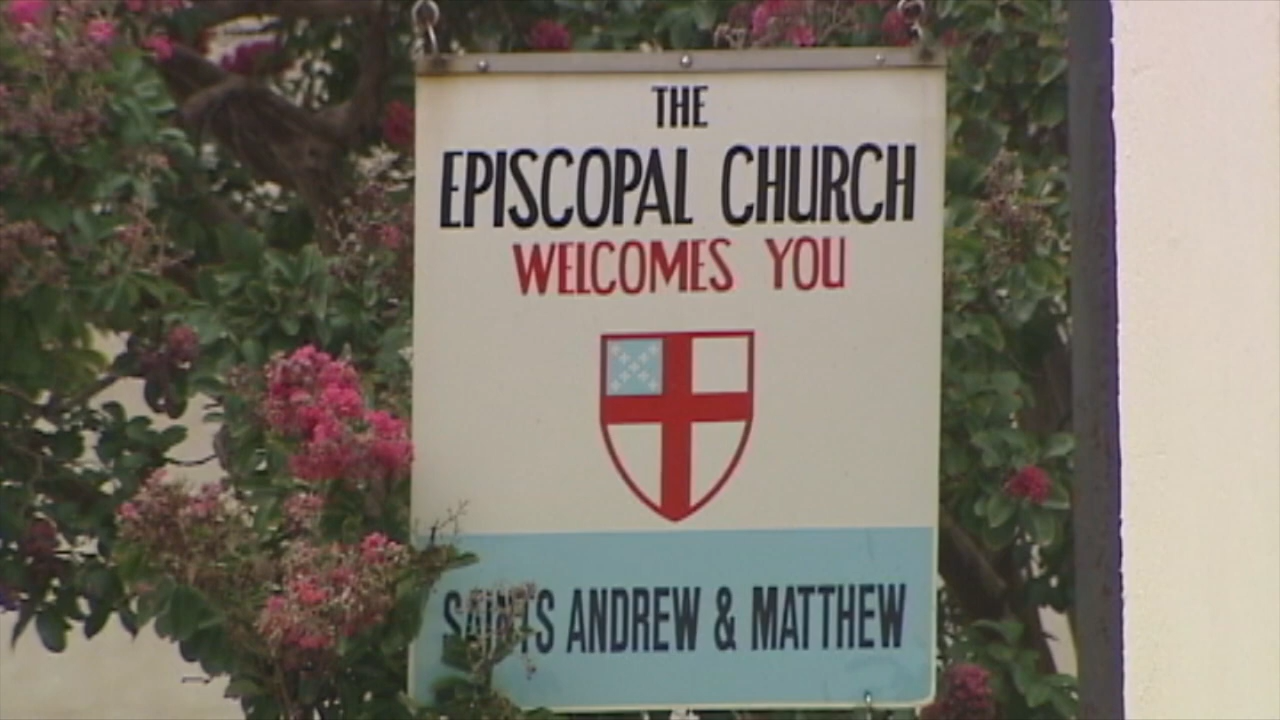 THE
EPISCOPAL CHURCH
WELCOMES YOU
SAINTS ANDREW & MATTHEW